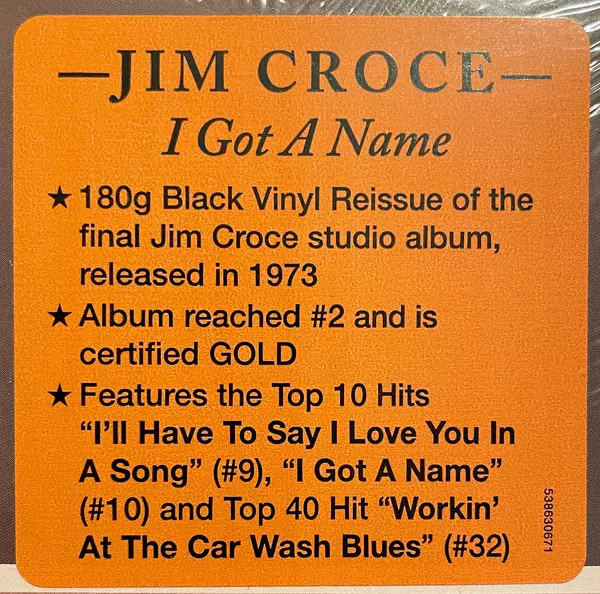 —JIM CROCE—
I Got A Name
★ 180g Black Vinyl Reissue of the
final Jim Croce studio album,
released in 1973
★ Album reached #2 and is
certified GOLD
★ Features the Top 10 Hits
“I’ll Have To Say I Love You In
A Song” (#9), “I Got A Name”
(#10) and Top 40 Hit “Workin’
At The Car Wash Blues” (#32)
538630671